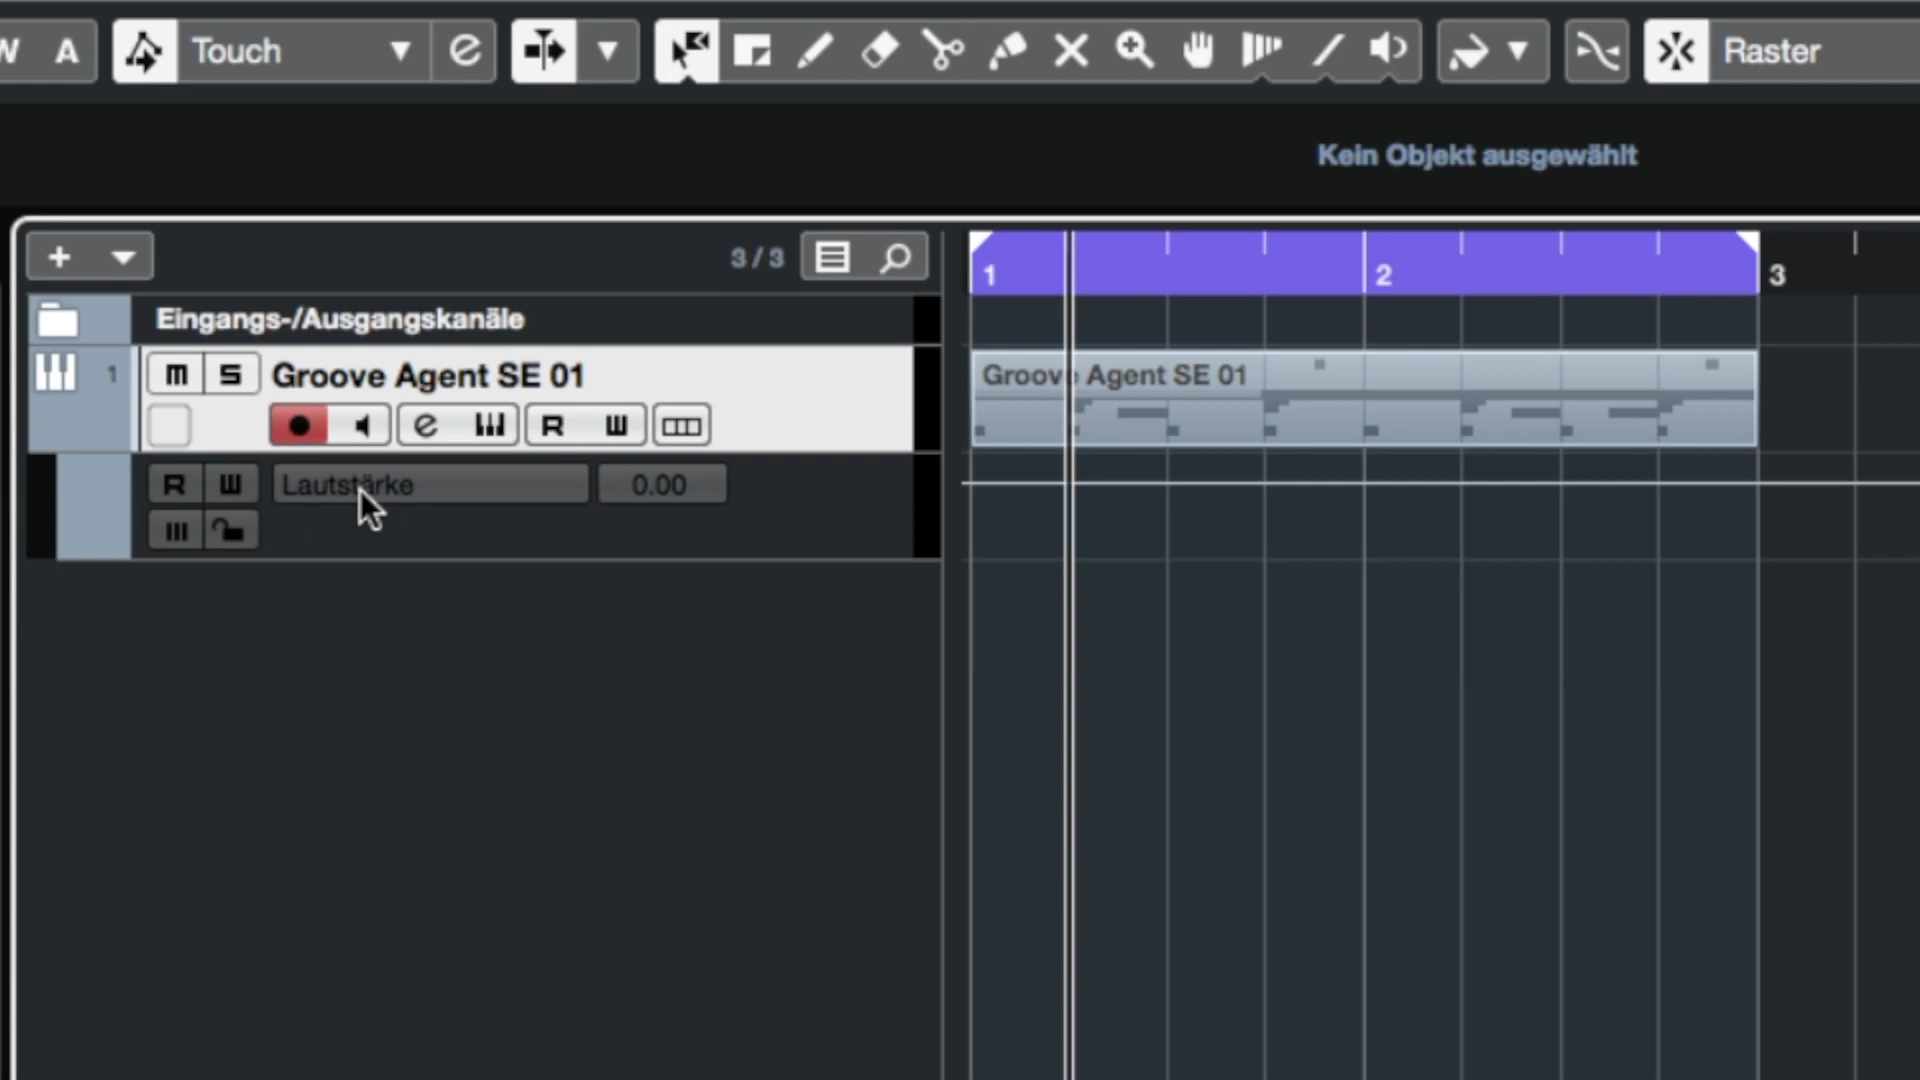 W A Touch e Raster
Kein Objekt ausgewählt
3 / 3
1 2 3
Eingangs-/Ausgangskanäle
1 m S Groove Agent SE 01
Groove Agent SE 01
e R W
R W Lautstärke 0.00